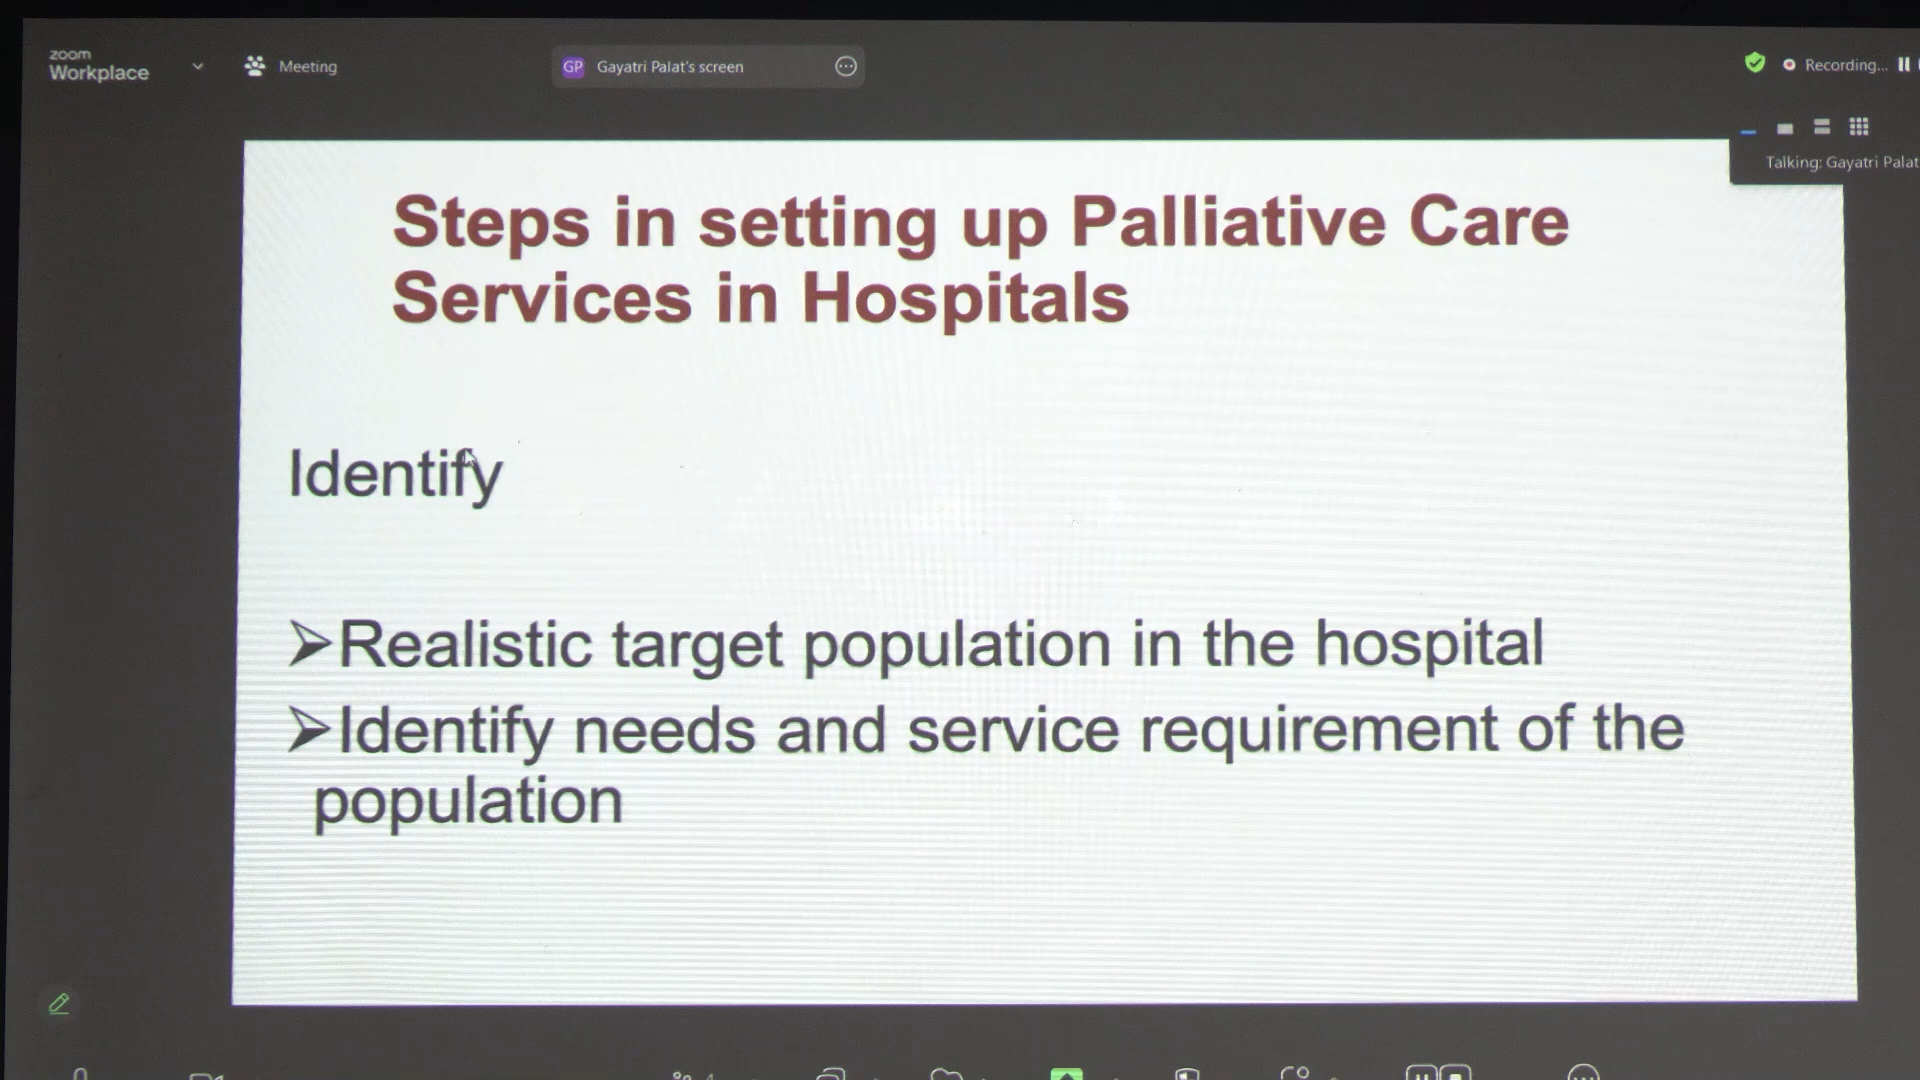 zoom
Workplace
Meeting
GP Gayatri Palat's screen
Recording...
Talking: Gayatri Palat
Steps in setting up Palliative Care
Services in Hospitals
Identify
➢Realistic target population in the hospital
➢Identify needs and service requirement of the
population